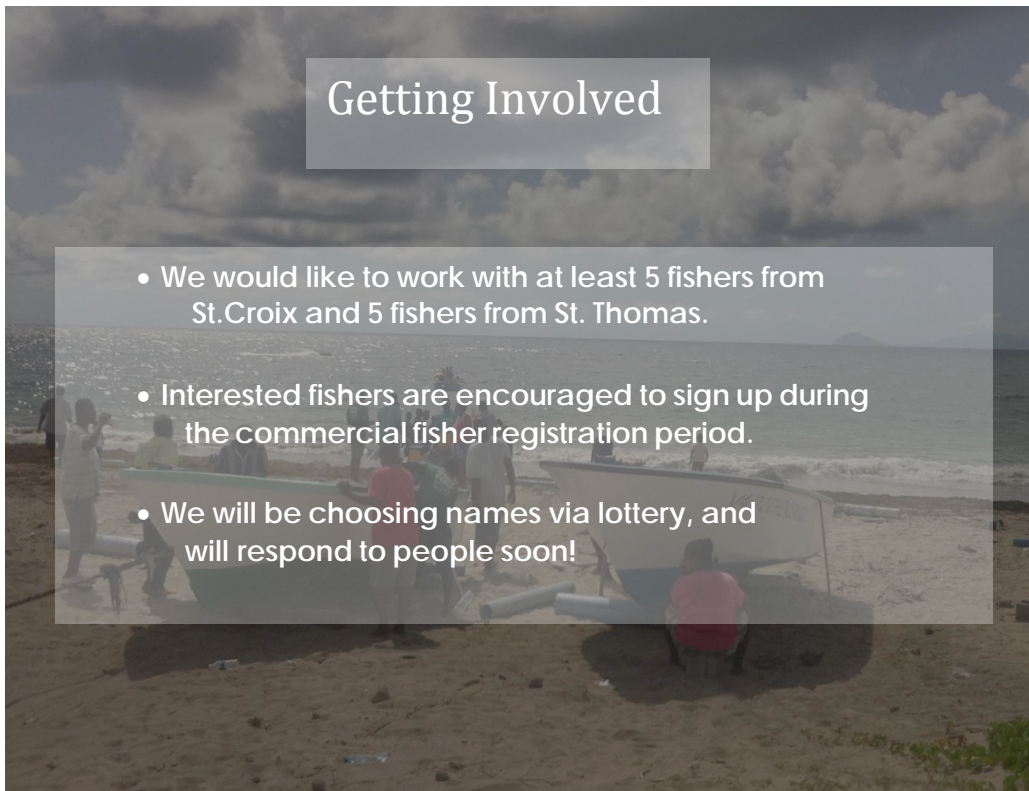 Getting Involved
• We would like to work with at least 5 fishers from
St.Croix and 5 fishers from St. Thomas.
• Interested fishers are encouraged to sign up during
the commercial fisher registration period.
• We will be choosing names via lottery, and
will respond to people soon!